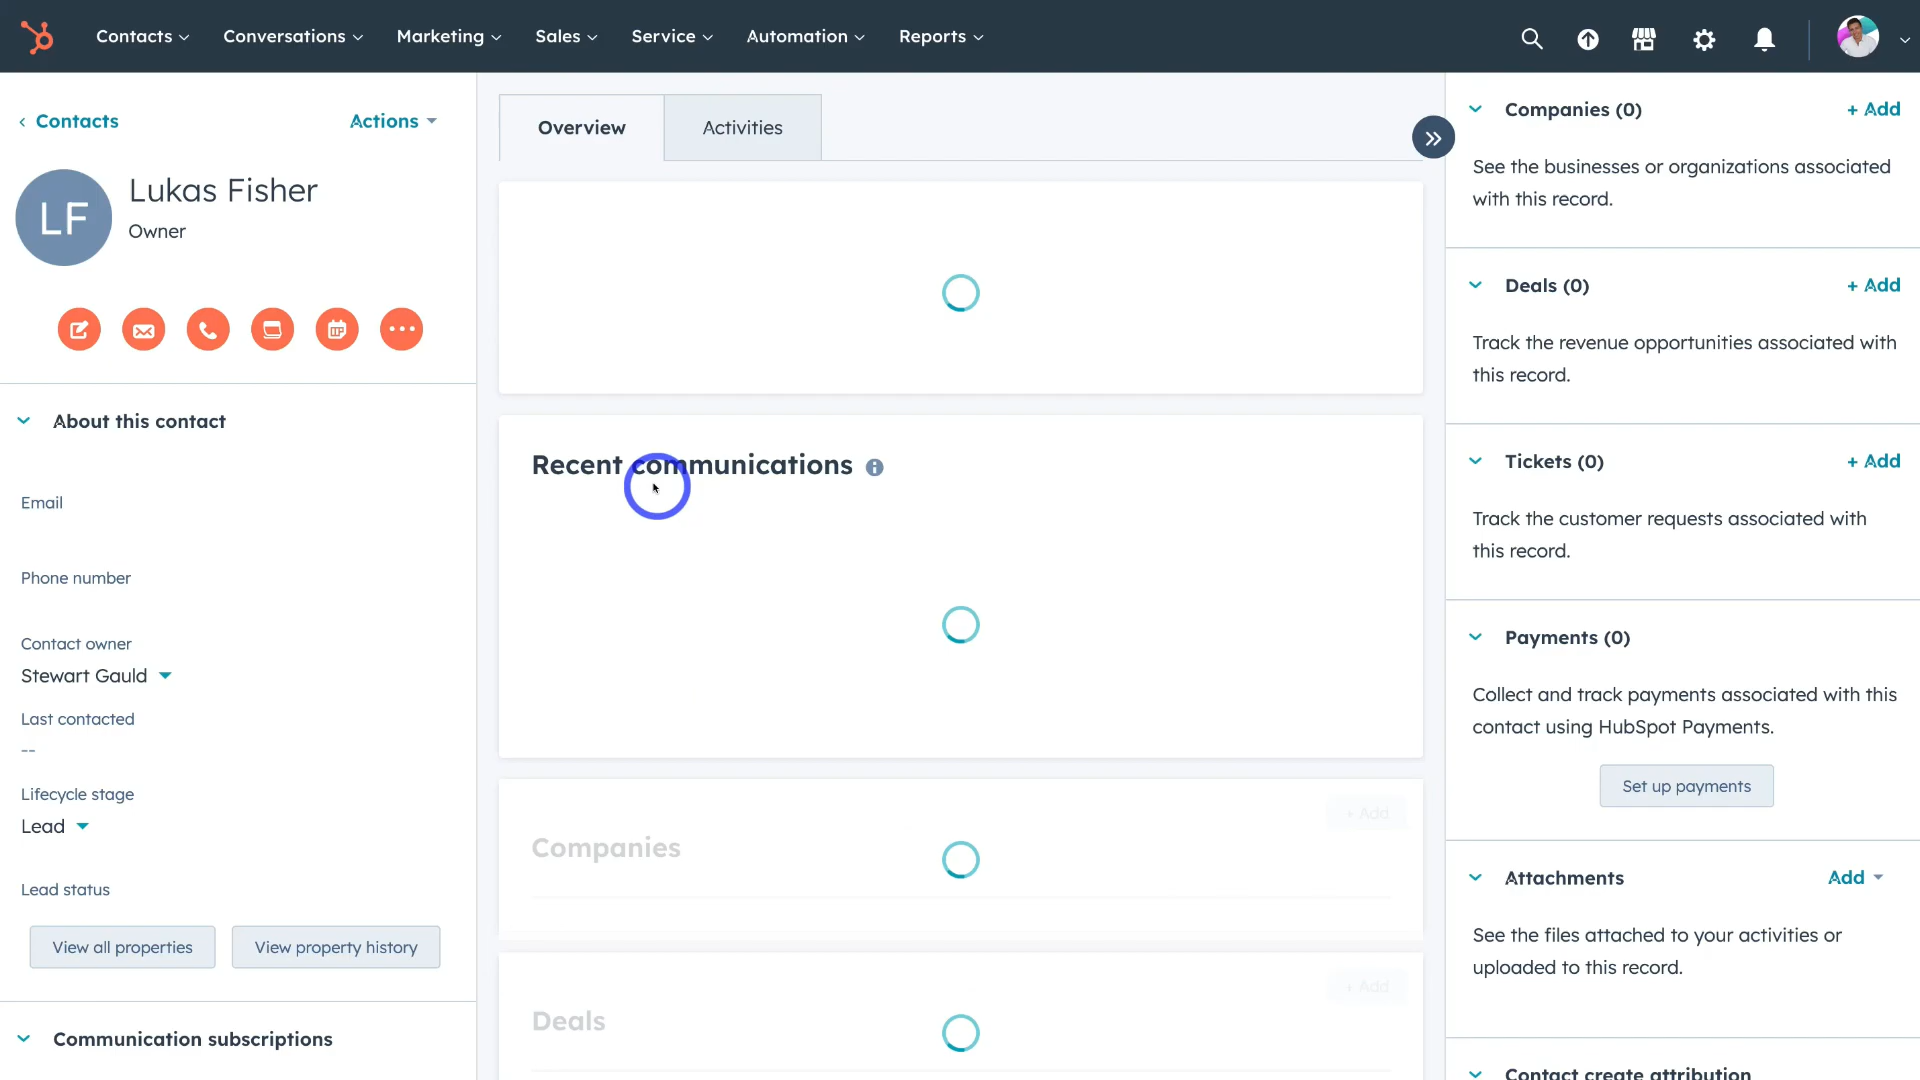 Contacts Conversations Marketing Sales Service Automation Reports
Contacts
Actions
LF
Lukas Fisher
Owner
About this contact
Email
Phone number
Contact owner
Stewart Gauld
Last contacted
--
Lifecycle stage
Lead
Lead status
View all properties
View property history
Communication subscriptions
Overview
Activities
Recent communications
+ Add
Companies
+ Add
Deals
Companies (0)
+ Add
See the businesses or organizations associated
with this record.
Deals (0)
+ Add
Track the revenue opportunities associated with
this record.
Tickets (0)
+ Add
Track the customer requests associated with
this record.
Payments (0)
Collect and track payments associated with this
contact using HubSpot Payments.
Set up payments
Attachments
Add
See the files attached to your activities or
uploaded to this record.
Contact create attribution